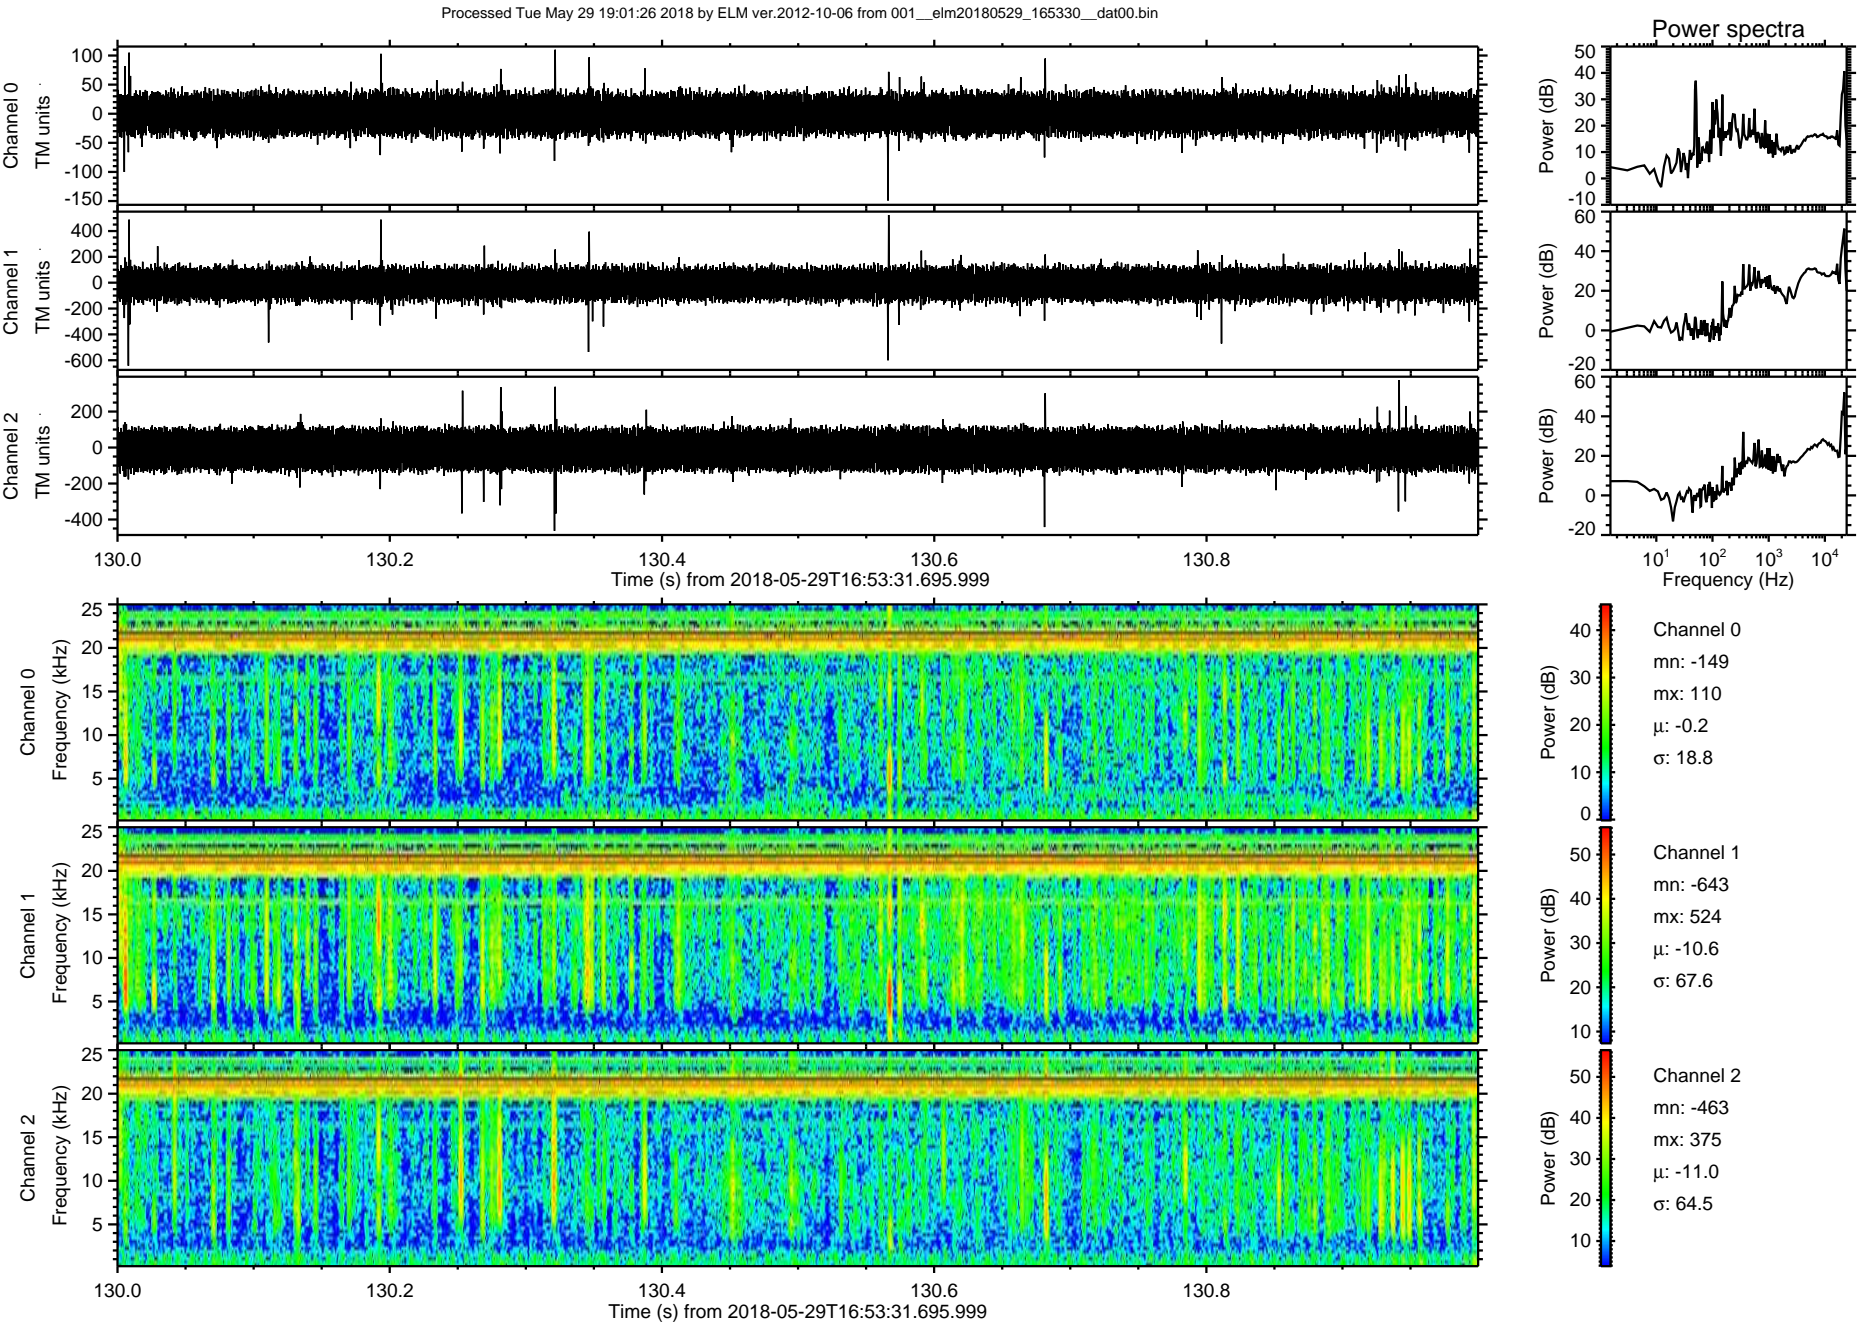 Processed Tue May 29 19:01:26 2018 by ELM ver.2012-10-06 from 001__elm20180529_165330__dat00.bin
Power spectra
Channel 0
TM units
100
50
0
-50
-100
-150
Power (dB)
50
40
30
20
10
0
-10
Channel 1
TM units
400
200
0
-200
-400
-600
Power (dB)
60
40
20
0
-20
Channel 2
TM units
200
0
-200
-400
Power (dB)
60
40
20
0
-20
130.0 130.2 130.4 130.6 130.8
Time (s) from 2018-05-29T16:53:31.695.999
10^1 10^2 10^3 10^4
Frequency (Hz)
Channel 0
Frequency (kHz)
25
20
15
10
5
Power (dB)
40
30
20
10
0
Channel 0
mn: -149
mx: 110
μ: -0.2
σ: 18.8
Channel 1
Frequency (kHz)
25
20
15
10
5
Power (dB)
50
40
30
20
10
Channel 1
mn: -643
mx: 524
μ: -10.6
σ: 67.6
Channel 2
Frequency (kHz)
25
20
15
10
5
Power (dB)
50
40
30
20
10
Channel 2
mn: -463
mx: 375
μ: -11.0
σ: 64.5
130.0 130.2 130.4 130.6 130.8
Time (s) from 2018-05-29T16:53:31.695.999